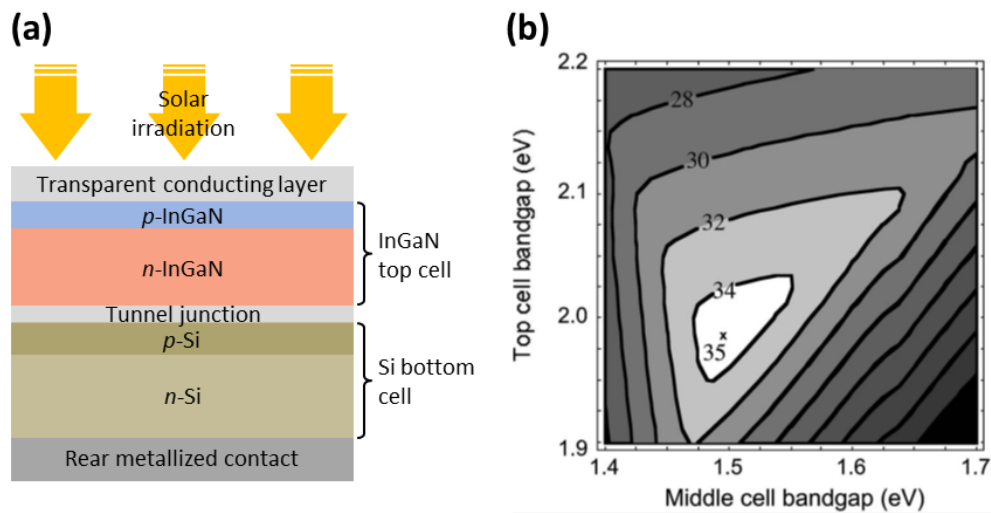 (a)
Solar
irradiation
Transparent conducting layer
p-InGaN
n-InGaN
InGaN
top cell
Tunnel junction
p-Si
n-Si
Si bottom
cell
Rear metallized contact
(b)
Top cell bandgap (eV)
2.2
2.1
2.0
1.9
28
30
32
34
35
1.4
1.5
1.6
1.7
Middle cell bandgap (eV)